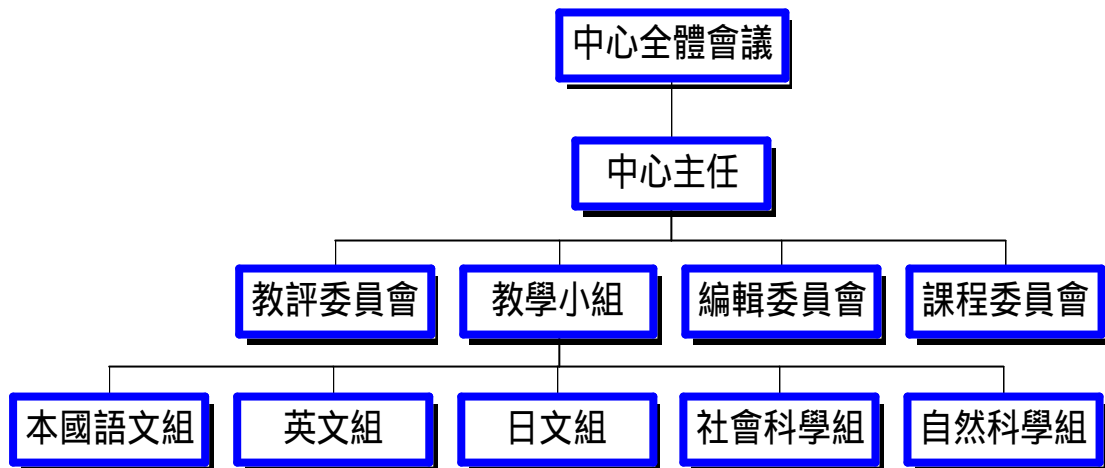 中心全體會議
中心主任
教評委員會
教學小組
編輯委員會
課程委員會
本國語文組
英文組
日文組
社會科學組
自然科學組